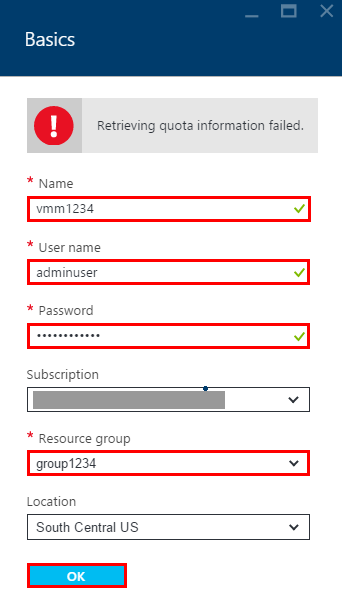 Basics
Retrieving quota information failed.
* Name
vmm1234
* User name
adminuser
* Password
••••••••••••
Subscription
* Resource group
group1234
Location
South Central US
OK